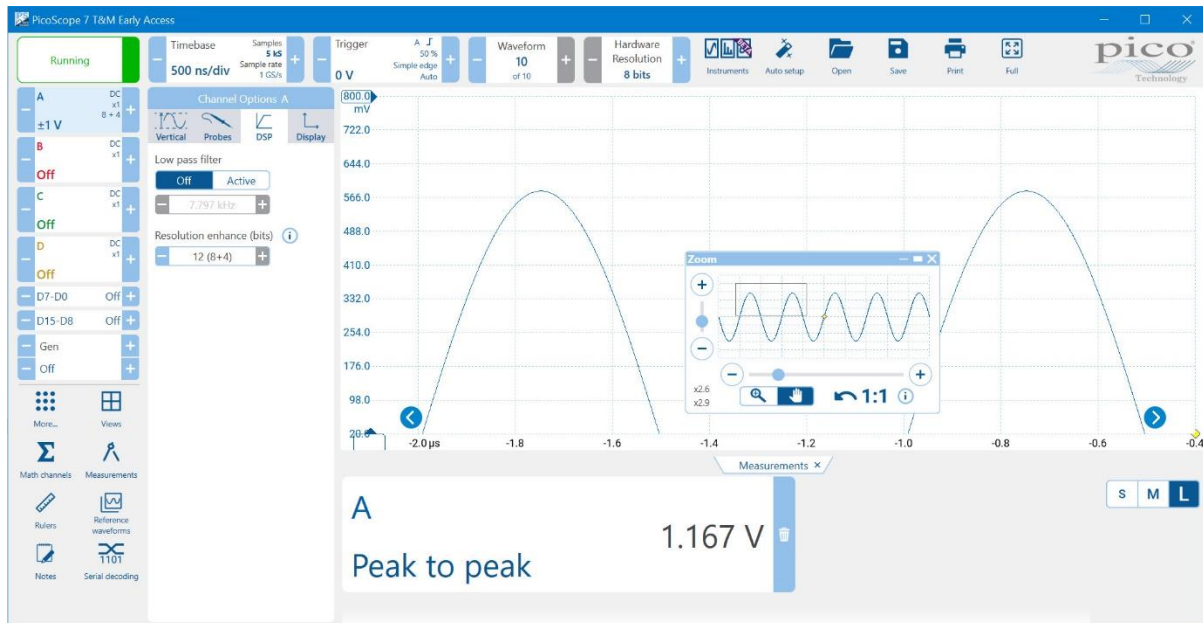 PicoScope 7 T&M Early Access
Running
Timebase
500 ns/div
Samples
5 kS
Sample rate
1 GS/s
Trigger
0 V
A
50 %
Simple edge
Auto
Waveform
10
of 10
Hardware
Resolution
8 bits
Instruments
Auto setup
Open
Save
Print
Full
pico
Technology
A
DC
x1
8 + 4
±1 V
B
DC
x1
Off
C
DC
x1
Off
D
DC
x1
Off
D7-D0 Off
D15-D8 Off
Gen
Off
More...
Views
Math channels
Measurements
Rulers
Reference
waveforms
Notes
1101
Serial decoding
Channel Options A
Vertical
Probes
DSP
Display
Low pass filter
Off Active
7.797 kHz
Resolution enhance (bits)
12 (8+4)
800.0
mV
722.0
644.0
566.0
488.0
410.0
332.0
254.0
176.0
98.0
20.0
-2.0 µs -1.8 -1.6 -1.4 -1.2 -1.0 -0.8 -0.6 -0.4
Zoom
x2.6
x2.9
1:1
Measurements
A
Peak to peak
1.167 V
S M L